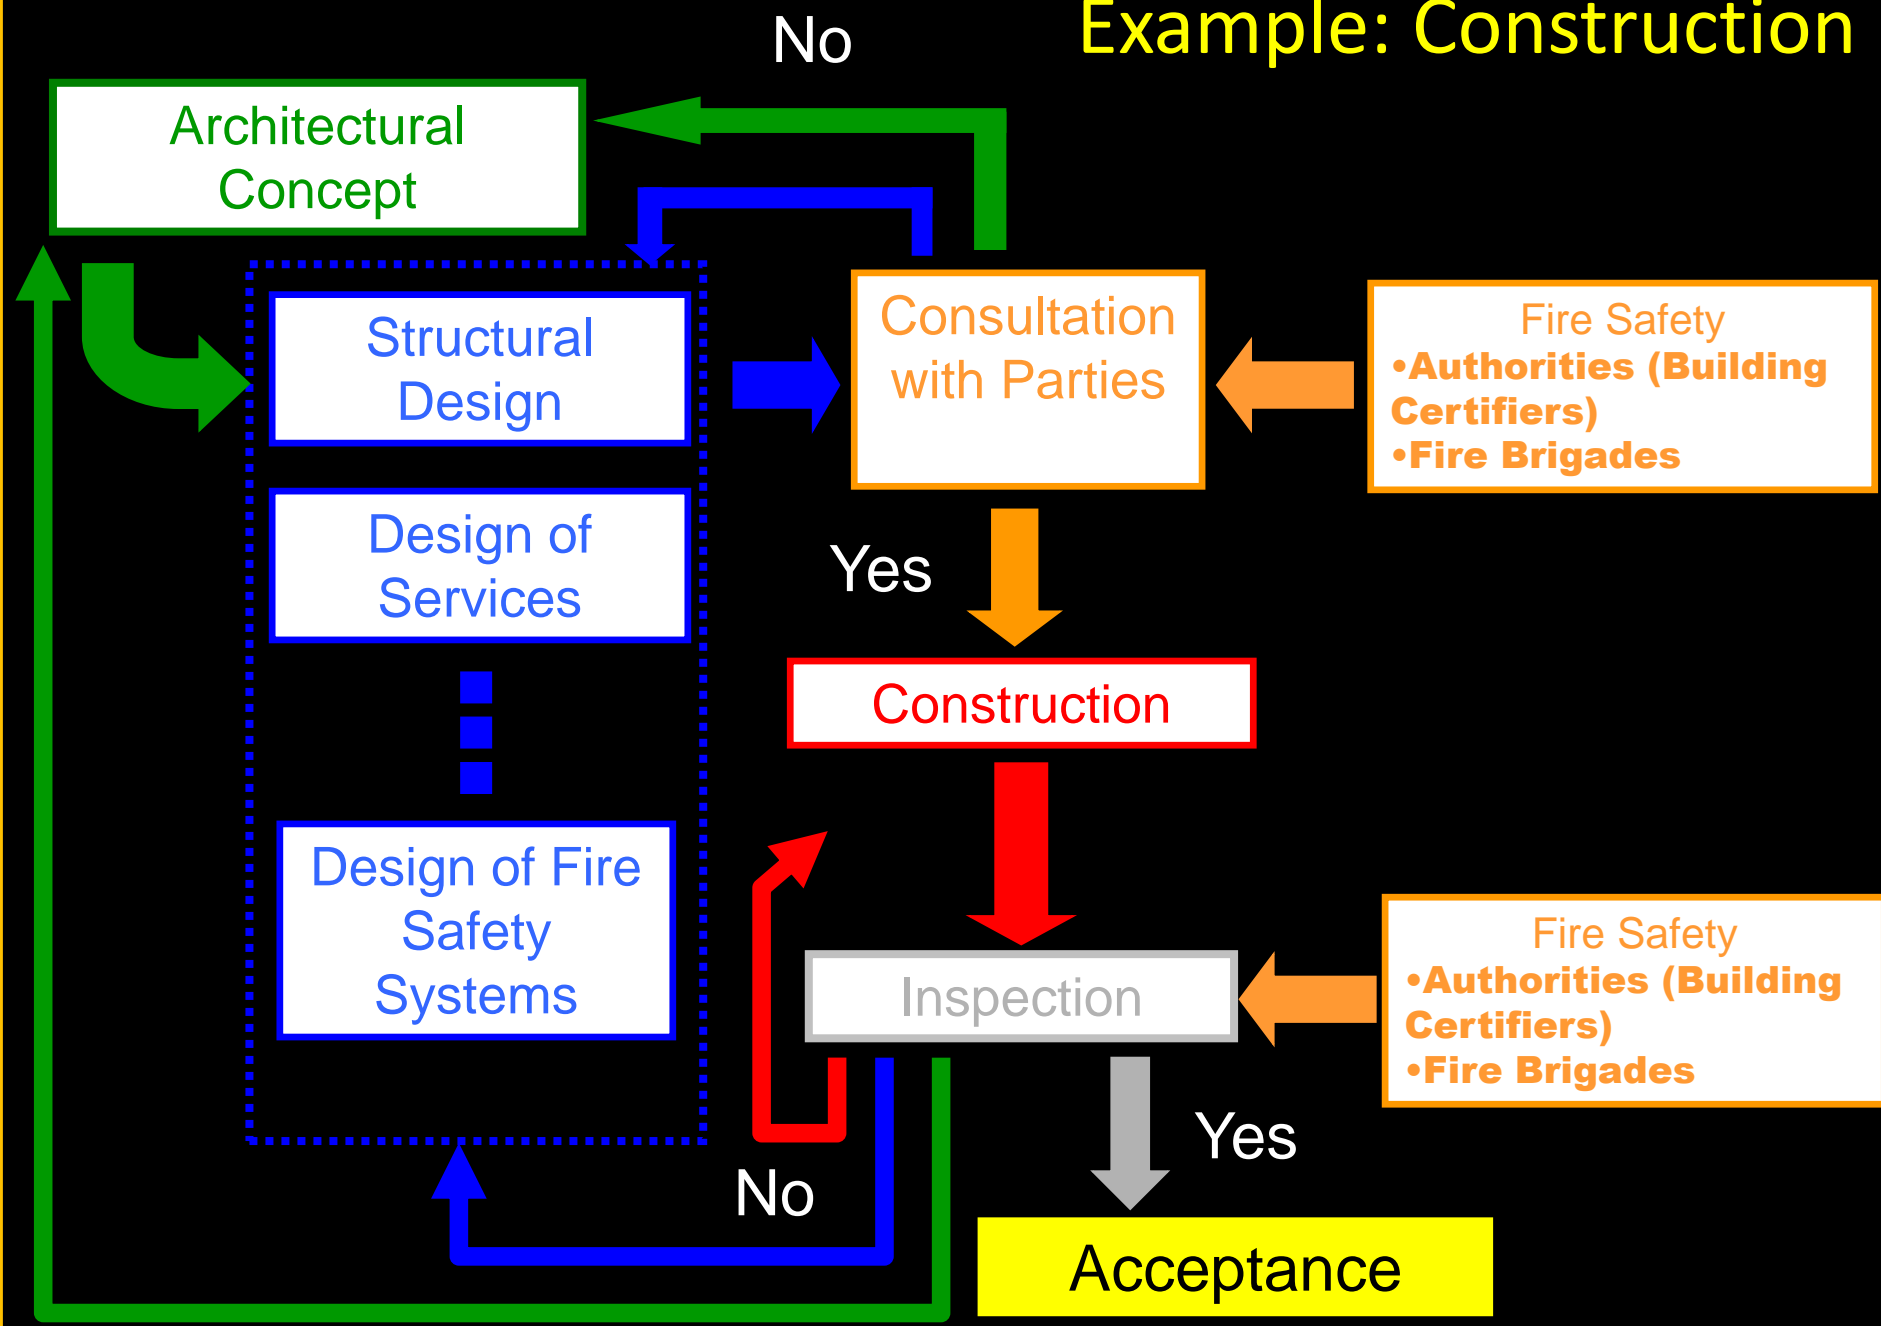 Example: Construction
No
Architectural
Concept
Structural
Design
Consultation
with Parties
Fire Safety
•Authorities (Building
Certifiers)
•Fire Brigades
Design of
Services
Yes
Construction
Design of Fire
Safety
Systems
Inspection
Fire Safety
•Authorities (Building
Certifiers)
•Fire Brigades
Yes
No
Acceptance